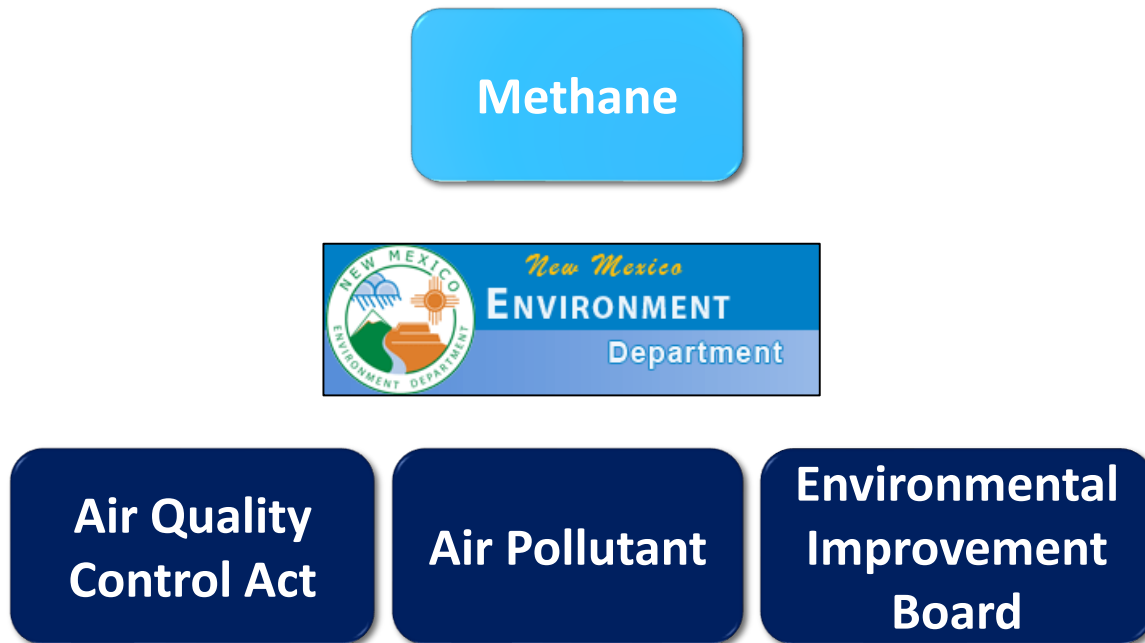 Methane
NEW MEXICO
ENVIRONMENT DEPARTMENT
New Mexico
ENVIRONMENT
Department
Air Quality
Control Act
Air Pollutant
Environmental
Improvement
Board